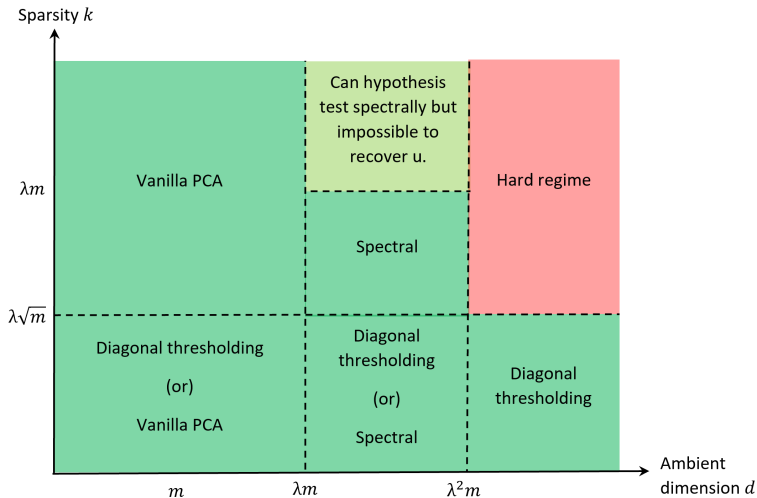 Sparsity k
Can hypothesis
test spectrally but
impossible to
recover u.
Vanilla PCA
Hard regime
λm
Spectral
λ√m
Diagonal thresholding
(or)
Vanilla PCA
Diagonal
thresholding
(or)
Spectral
Diagonal
thresholding
m
λm
λ²m
Ambient
dimension d